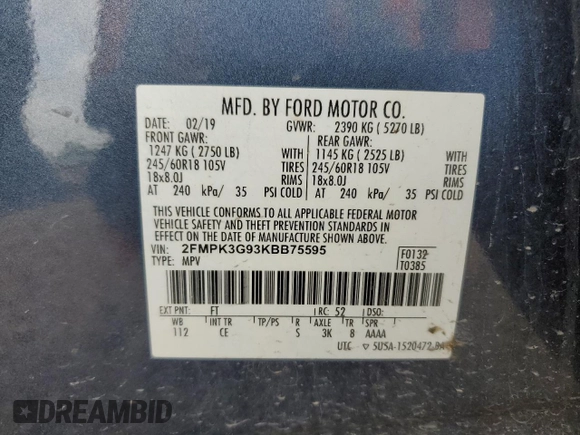 MFD. BY FORD MOTOR CO.
DATE: 02/19 GVWR: 2390 KG ( 5270 LB)
FRONT GAWR: REAR GAWR:
1247 KG ( 2750 LB) WITH 1145 KG ( 2525 LB) WITH
245/60R18 105V TIRES 245/60R18 105V TIRES
18x8.0J RIMS 18x8.0J RIMS
AT 240 kPa/ 35 PSI COLD AT 240 kPa/ 35 PSI COLD
THIS VEHICLE CONFORMS TO ALL APPLICABLE FEDERAL MOTOR
VEHICLE SAFETY AND THEFT PREVENTION STANDARDS IN
EFFECT ON THE DATE OF MANUFACTURE SHOWN ABOVE.
VIN: 2FMPK3G93KBB75595 F0132
TYPE: MPV T0385
EXT PNT: FT RC: 52 DSO:
WB INT TR TP/PS R AXLE TR SPR
112 CE S 3K 8 AAAA
UTC ▽ 5U5A-1520472-
DREAMBID